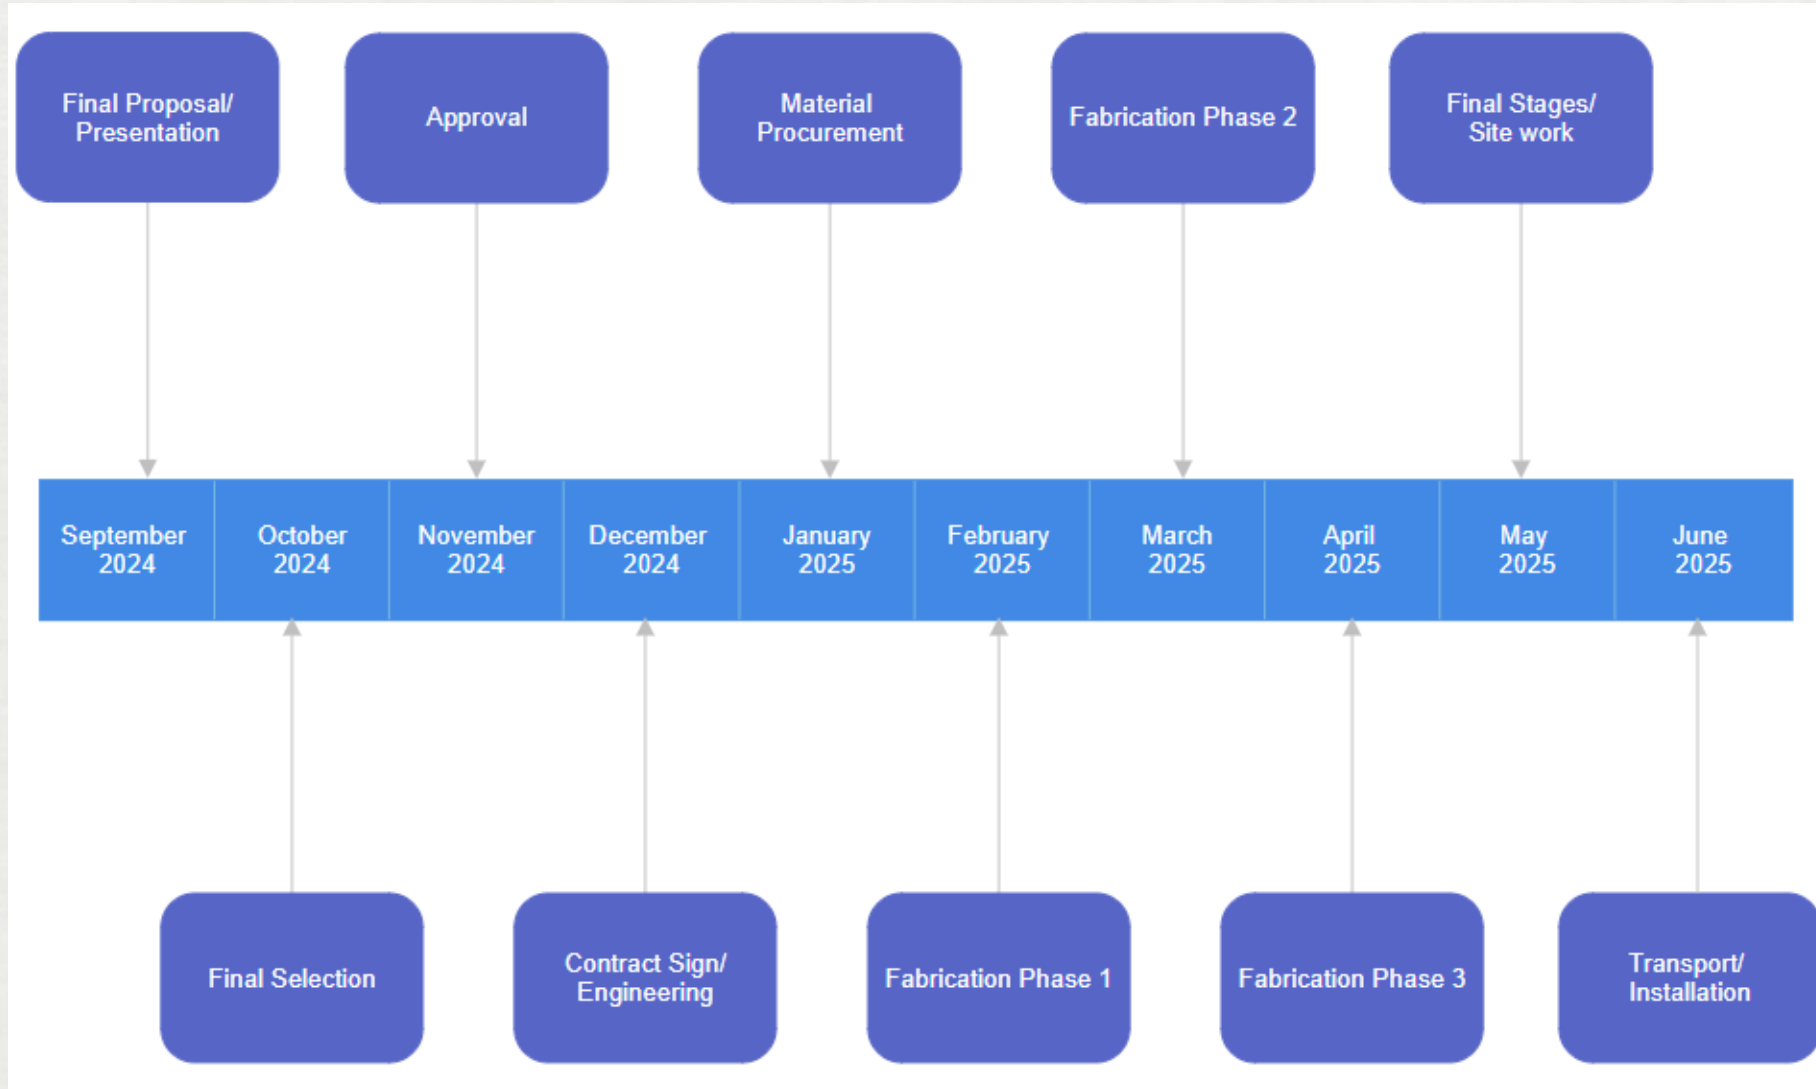 Final Proposal/
Presentation
Approval
Material
Procurement
Fabrication Phase 2
Final Stages/
Site work
September
2024
October
2024
November
2024
December
2024
January
2025
February
2025
March
2025
April
2025
May
2025
June
2025
Final Selection
Contract Sign/
Engineering
Fabrication Phase 1
Fabrication Phase 3
Transport/
Installation